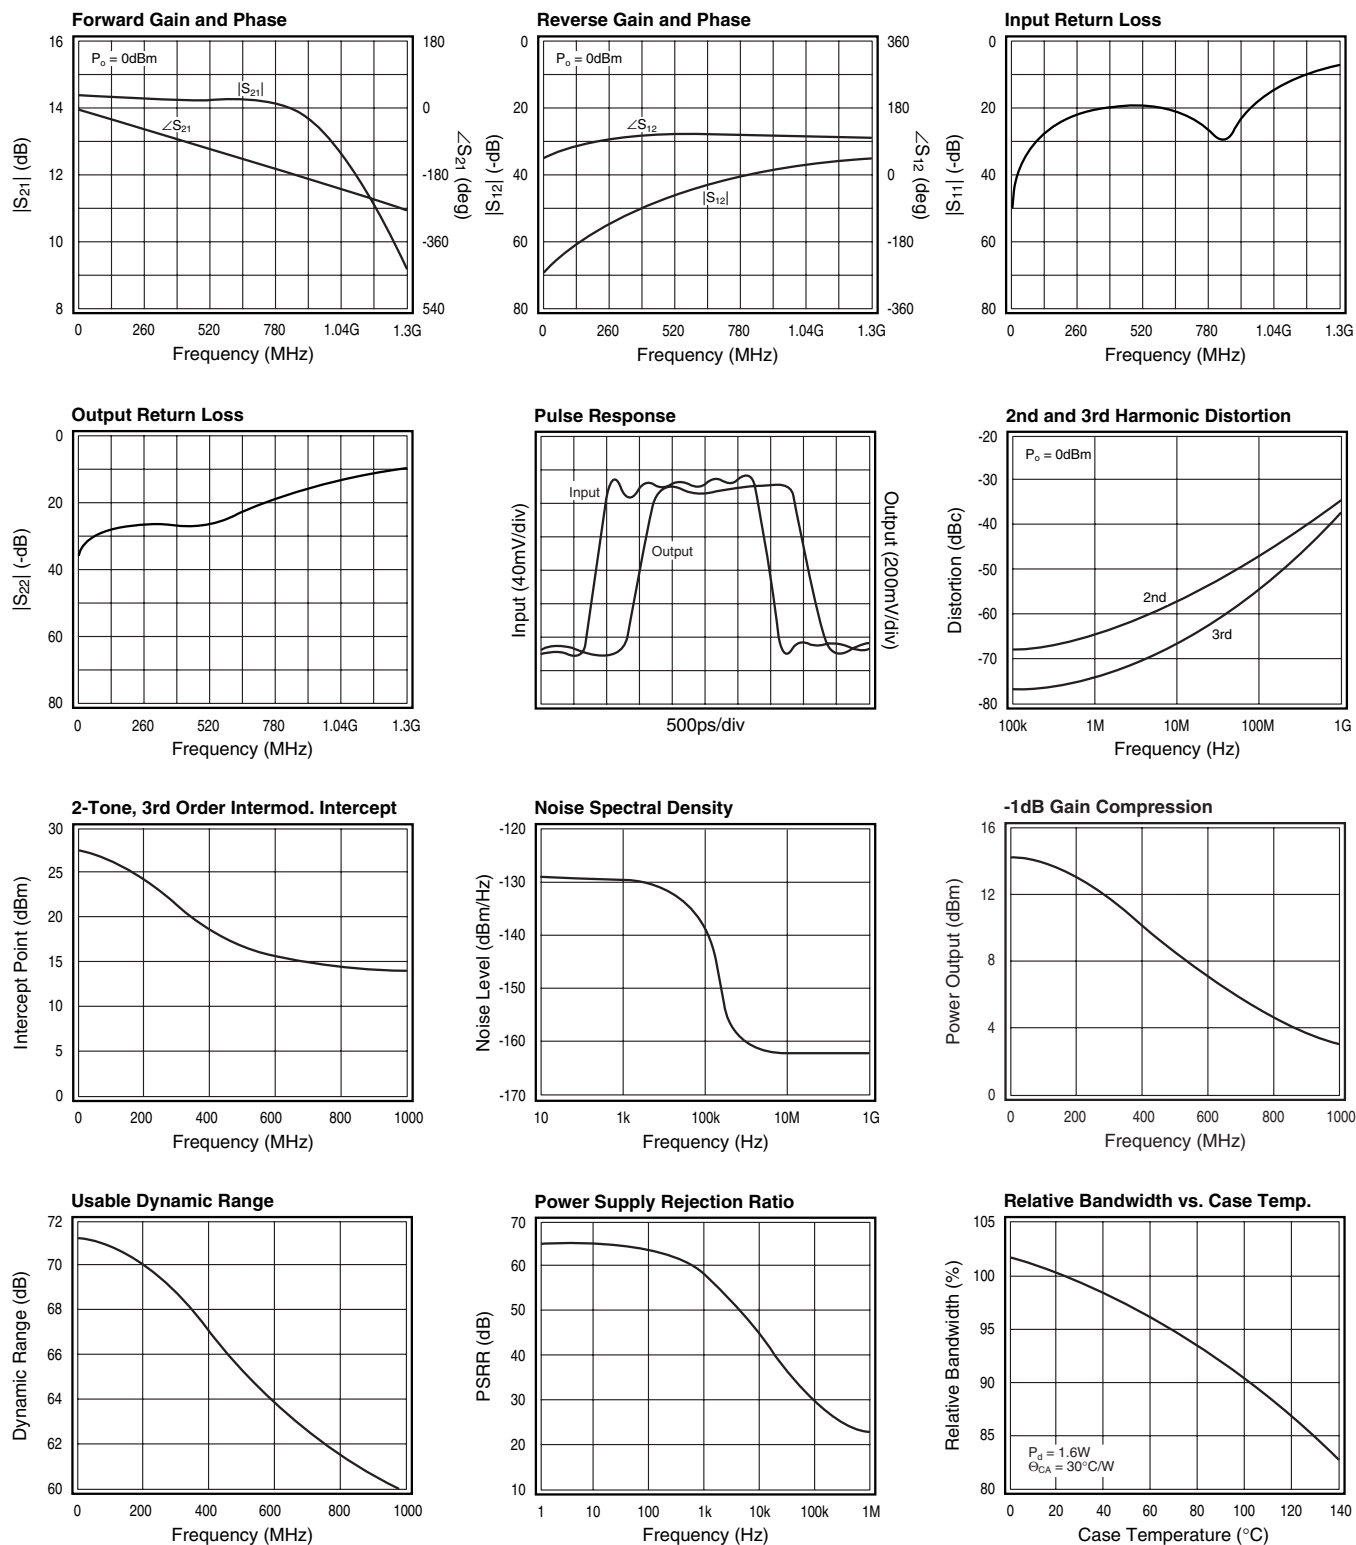 Forward Gain and Phase
16
14
12
11
10
8
13
|S21| (dB)
180
0
-180
-360
540
∠S21 (deg)
Po = 0dBm
|S21|
∠S21
0 260 520 780 1.04G 1.3G
Frequency (MHz)
Reverse Gain and Phase
0
20
40
60
80
|S12| (-dB)
360
180
0
-180
-360
∠S12 (deg)
Po = 0dBm
∠S12
|S12|
0 260 520 780 1.04G 1.3G
Frequency (MHz)
Input Return Loss
0
20
40
60
80
|S11| (-dB)
0 260 520 780 1.04G 1.3G
Frequency (MHz)
Output Return Loss
0
20
40
60
80
|S22| (-dB)
0 260 520 780 1.04G 1.3G
Frequency (MHz)
Pulse Response
Input (40mV/div)
Output (200mV/div)
Input
Output
500ps/div
2nd and 3rd Harmonic Distortion
-20
-30
-40
-50
-60
-70
-80
Distortion (dBc)
Po = 0dBm
2nd
3rd
100k 1M 10M 100M 1G
Frequency (Hz)
2-Tone, 3rd Order Intermod. Intercept
30
25
20
15
10
5
0
Intercept Point (dBm)
0 200 400 600 800 1000
Frequency (MHz)
Noise Spectral Density
-120
-130
-140
-150
-160
-170
Noise Level (dBm/Hz)
10 1k 100k 10M 1G
Frequency (Hz)
-1dB Gain Compression
16
12
8
4
0
Power Output (dBm)
0 200 400 600 800 1000
Frequency (MHz)
Usable Dynamic Range
72
70
68
66
64
62
60
Dynamic Range (dB)
0 200 400 600 800 1000
Frequency (MHz)
Power Supply Rejection Ratio
70
60
50
40
30
20
10
PSRR (dB)
1 10 100 1k 10k 100k 1M
Frequency (Hz)
Relative Bandwidth vs. Case Temp.
105
100
95
90
85
80
Relative Bandwidth (%)
Pd = 1.6W
ΘCA = 30°C/W
0 20 40 60 80 100 120 140
Case Temperature (°C)